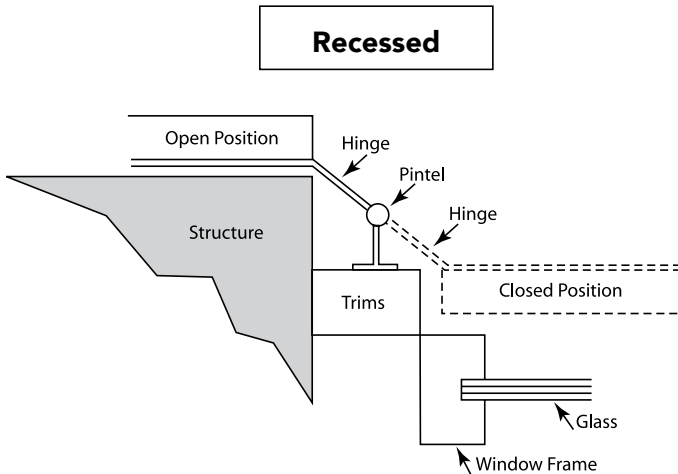 Recessed
Open Position
Hinge
Pintel
Hinge
Structure
Closed Position
Trims
Glass
Window Frame